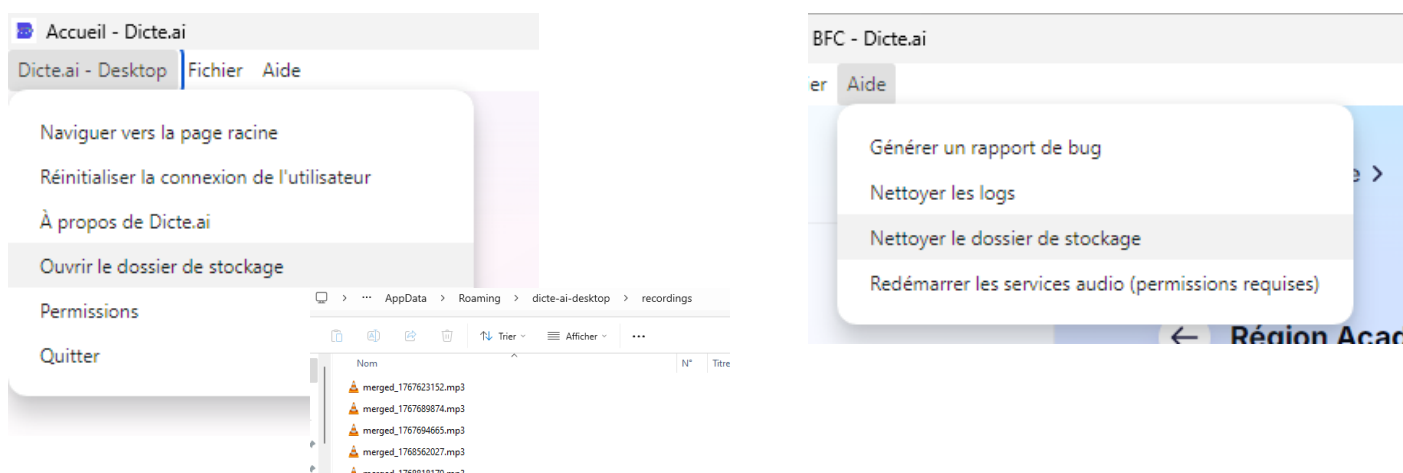 Accueil - Dicte.ai
Dicte.ai - Desktop Fichier Aide
Naviguer vers la page racine
Réinitialiser la connexion de l'utilisateur
À propos de Dicte.ai
Ouvrir le dossier de stockage
Permissions
Quitter
> ··· AppData > Roaming > dicte-ai-desktop > recordings
Trier Afficher ···
Nom N° Titre
merged_1767623152.mp3
merged_1767689874.mp3
merged_1767694665.mp3
merged_1768562027.mp3
BFC - Dicte.ai
er Aide
Générer un rapport de bug
Nettoyer les logs
Nettoyer le dossier de stockage
Redémarrer les services audio (permissions requises)
e >
← Région Acad